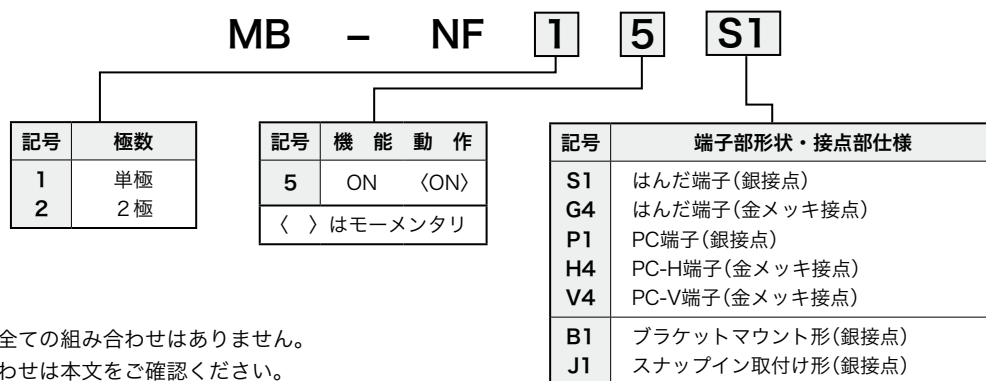 MB – NF 1 5 S1
記号 極数
1 単極
2 2極
記号 機能動作
5 ON 〈ON〉
〈 〉はモーメンタリ
記号 端子部形状・接点部仕様
S1 はんだ端子(銀接点)
G4 はんだ端子(金メッキ接点)
P1 PC端子(銀接点)
H4 PC-H端子(金メッキ接点)
V4 PC-V端子(金メッキ接点)
B1 ブラケットマウント形(銀接点)
J1 スナップイン取付け形(銀接点)
全ての組み合わせはありません。
わせは本文をご確認ください。